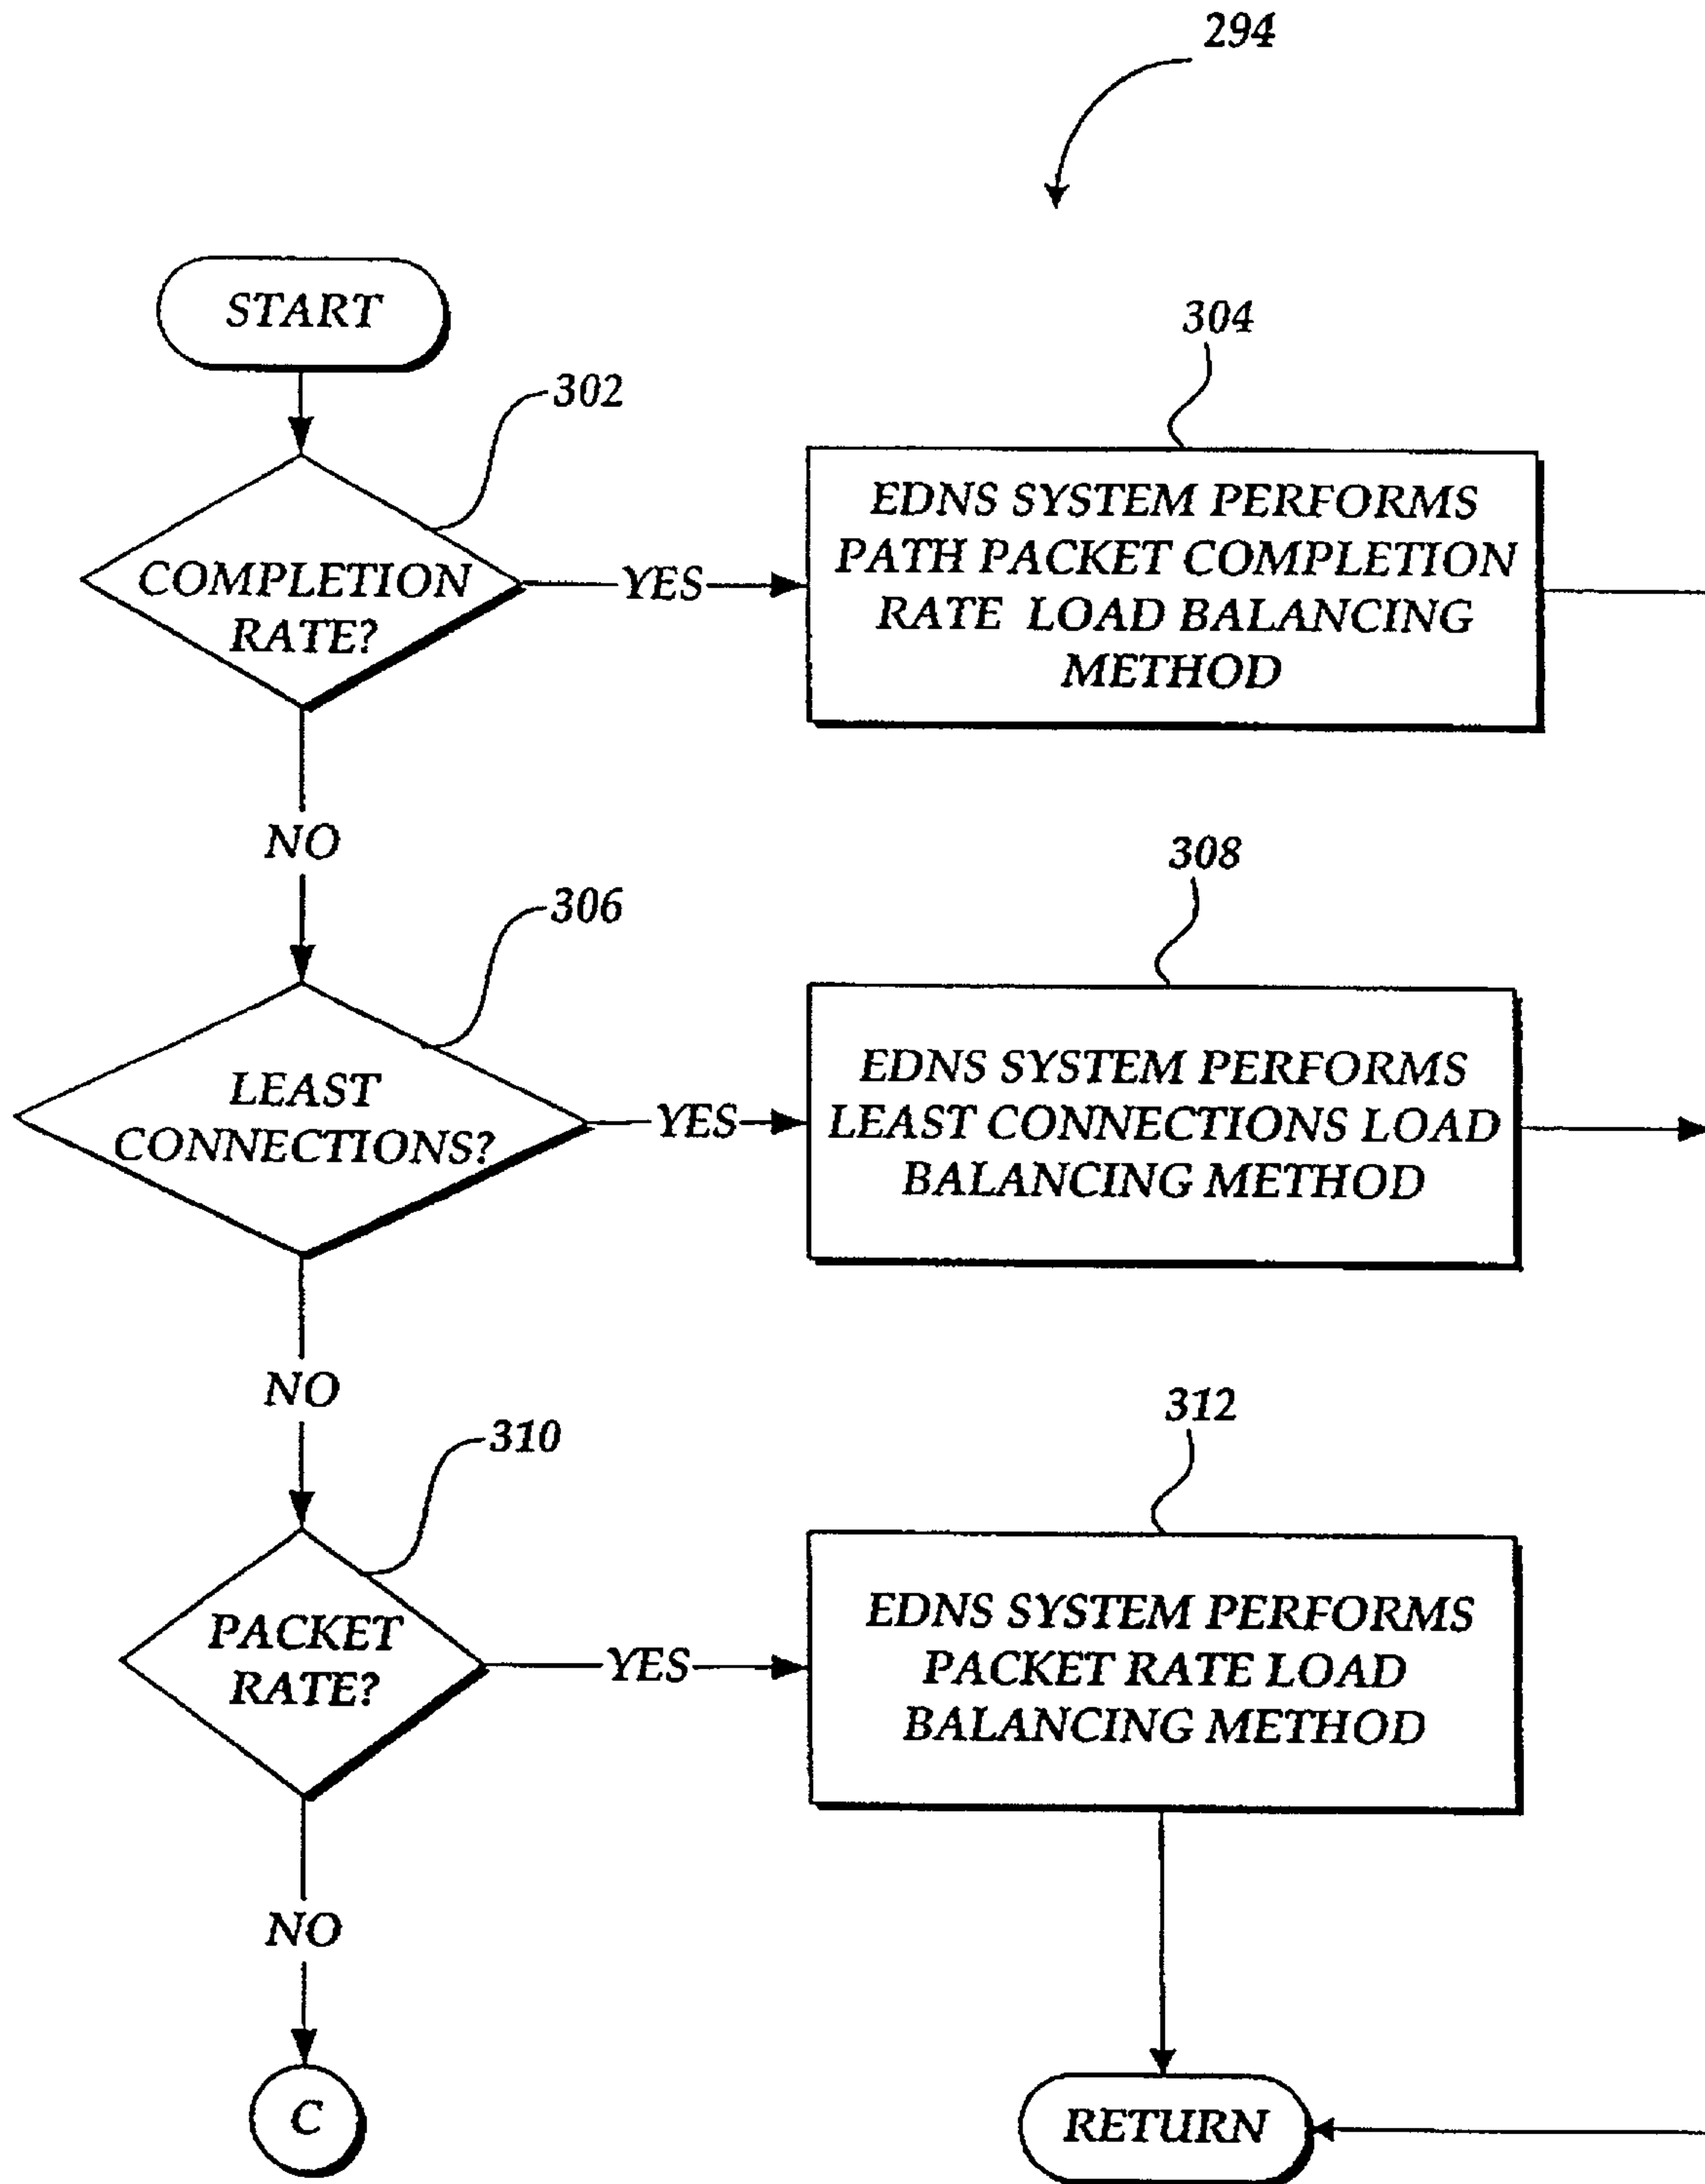 294
START
302
304
COMPLETION
RATE?
YES
EDNS SYSTEM PERFORMS
PATH PACKET COMPLETION
RATE LOAD BALANCING
METHOD
NO
306
308
LEAST
CONNECTIONS?
YES
EDNS SYSTEM PERFORMS
LEAST CONNECTIONS LOAD
BALANCING METHOD
NO
310
312
PACKET
RATE?
YES
EDNS SYSTEM PERFORMS
PACKET RATE LOAD
BALANCING METHOD
NO
C
RETURN